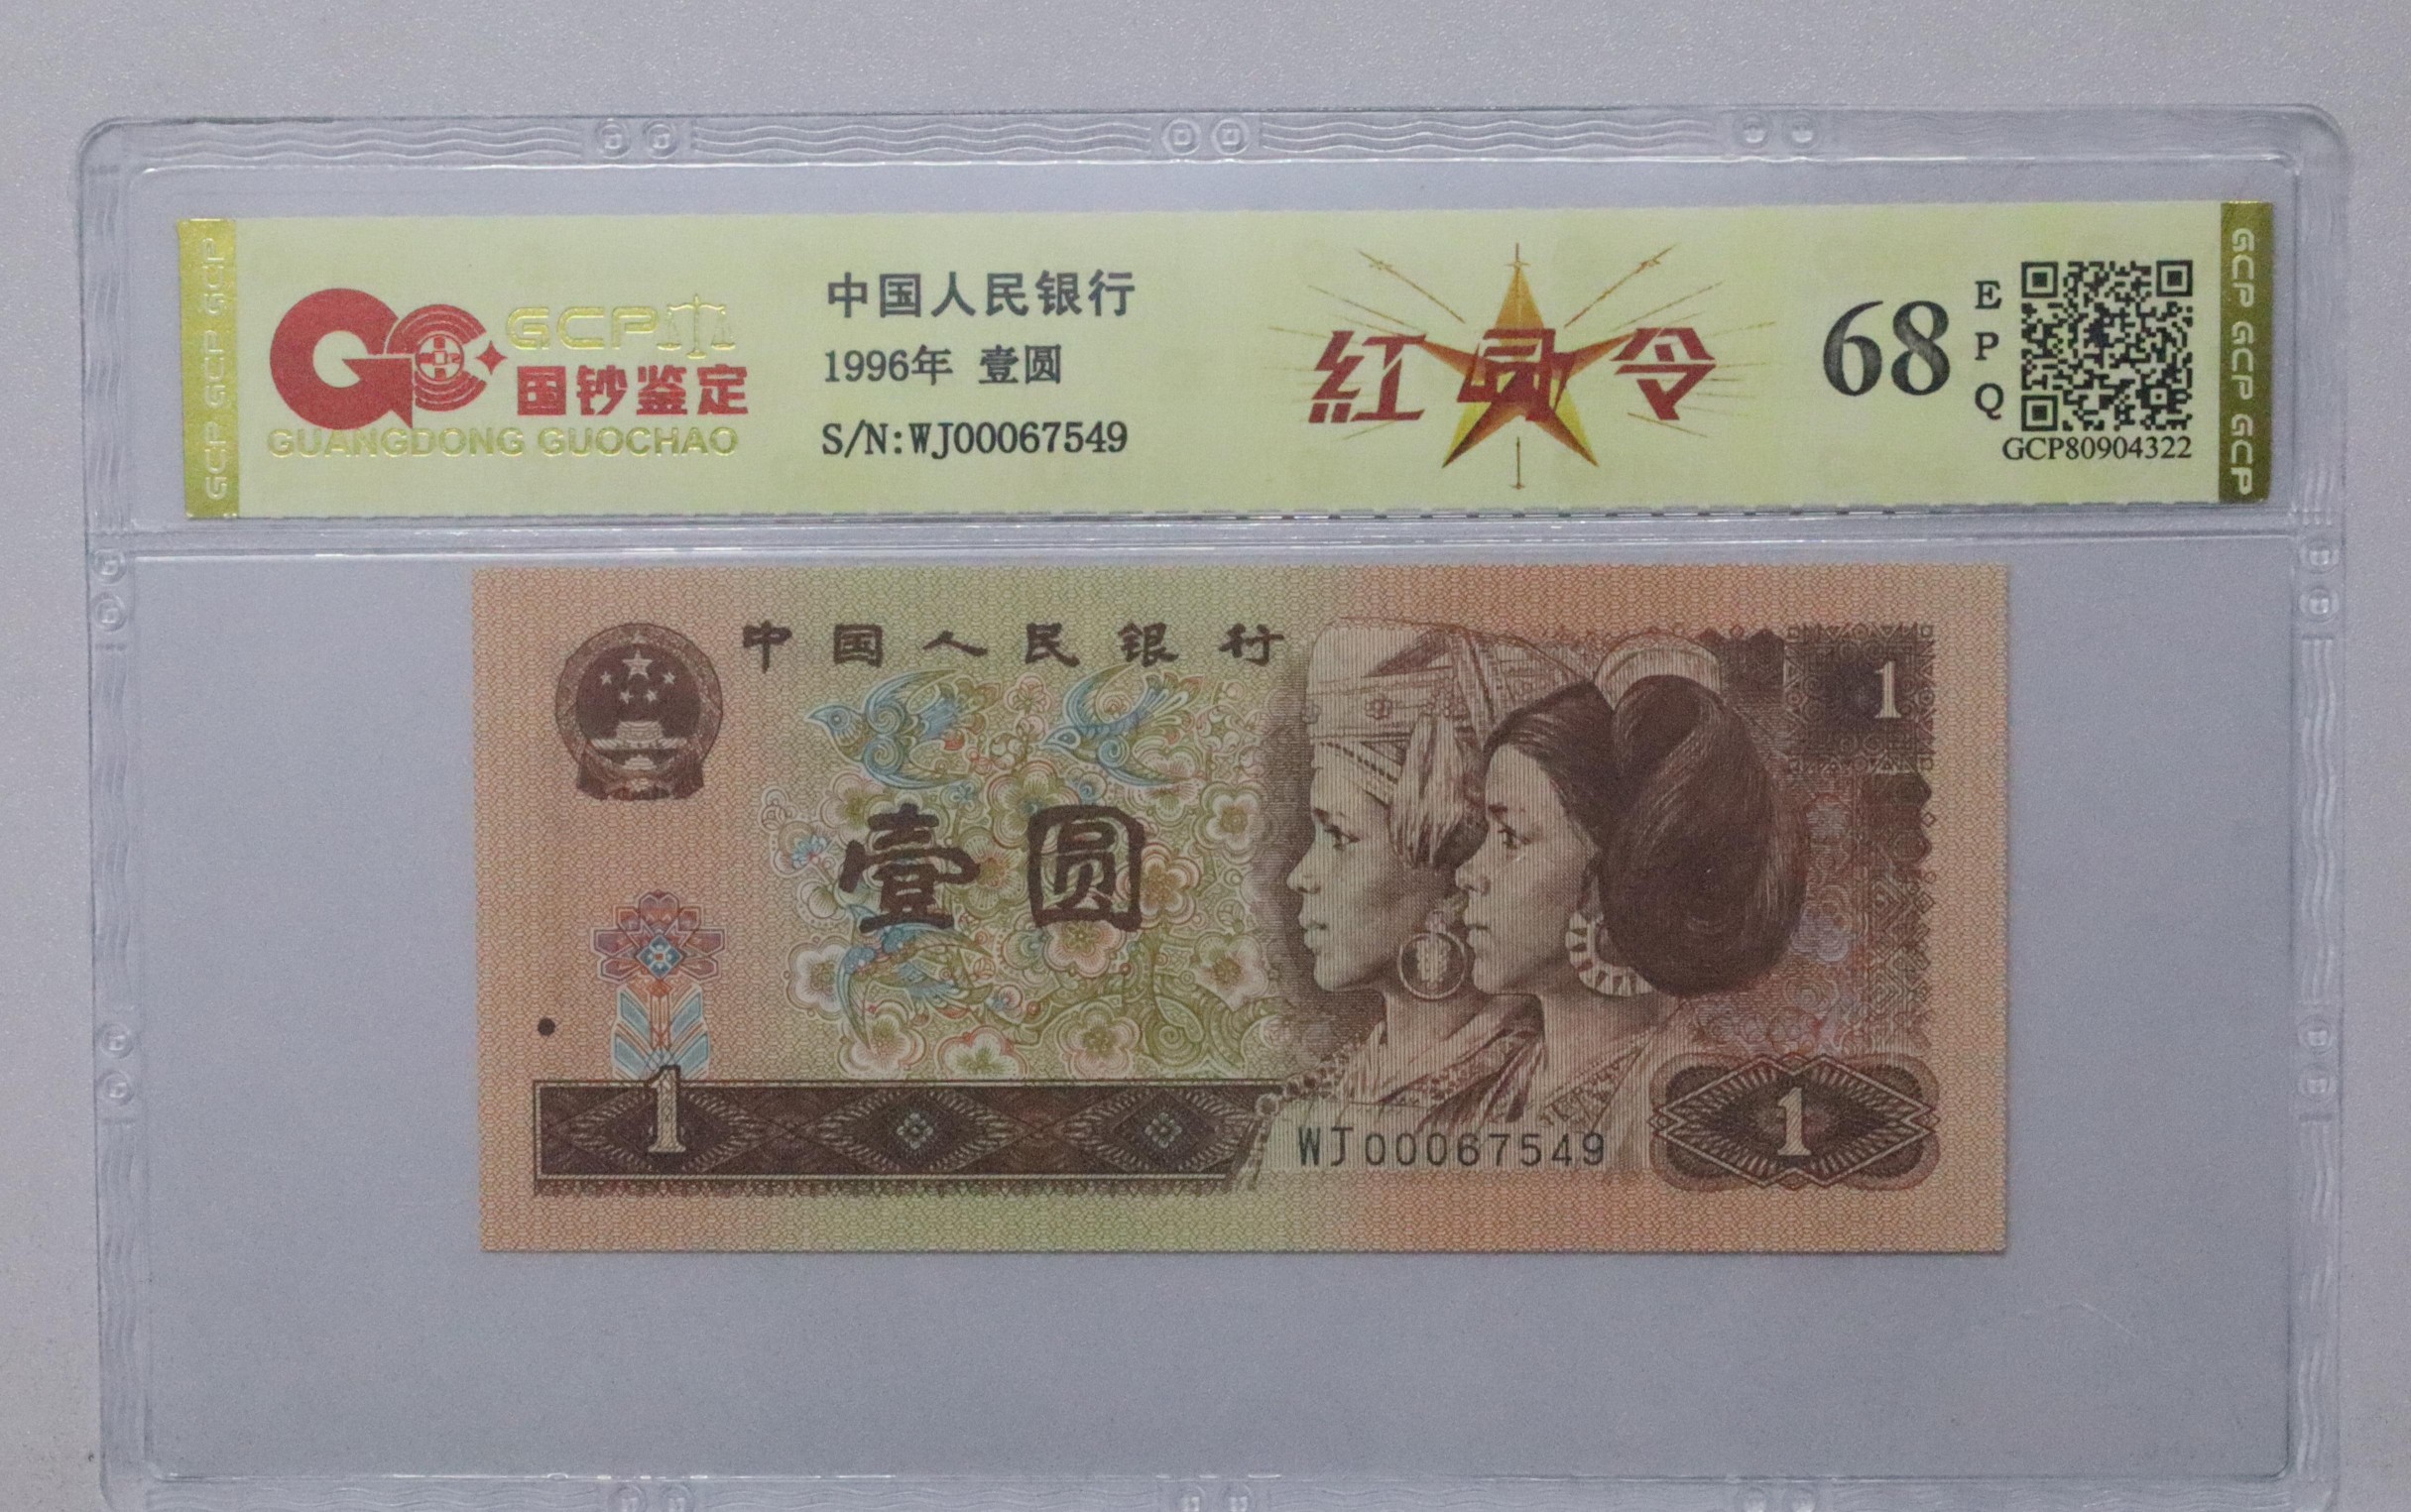 GCP GCP GCP
GCP
国钞鉴定
GUANGDONG GUOCHAO
中国人民银行
1996年 壹圆
S/N:WJ00067549
紅 令
68
E
P
Q
GCP80904322
GCP GCP GCP
中国人民银行
1
壹圆
1
WJ00067549
1